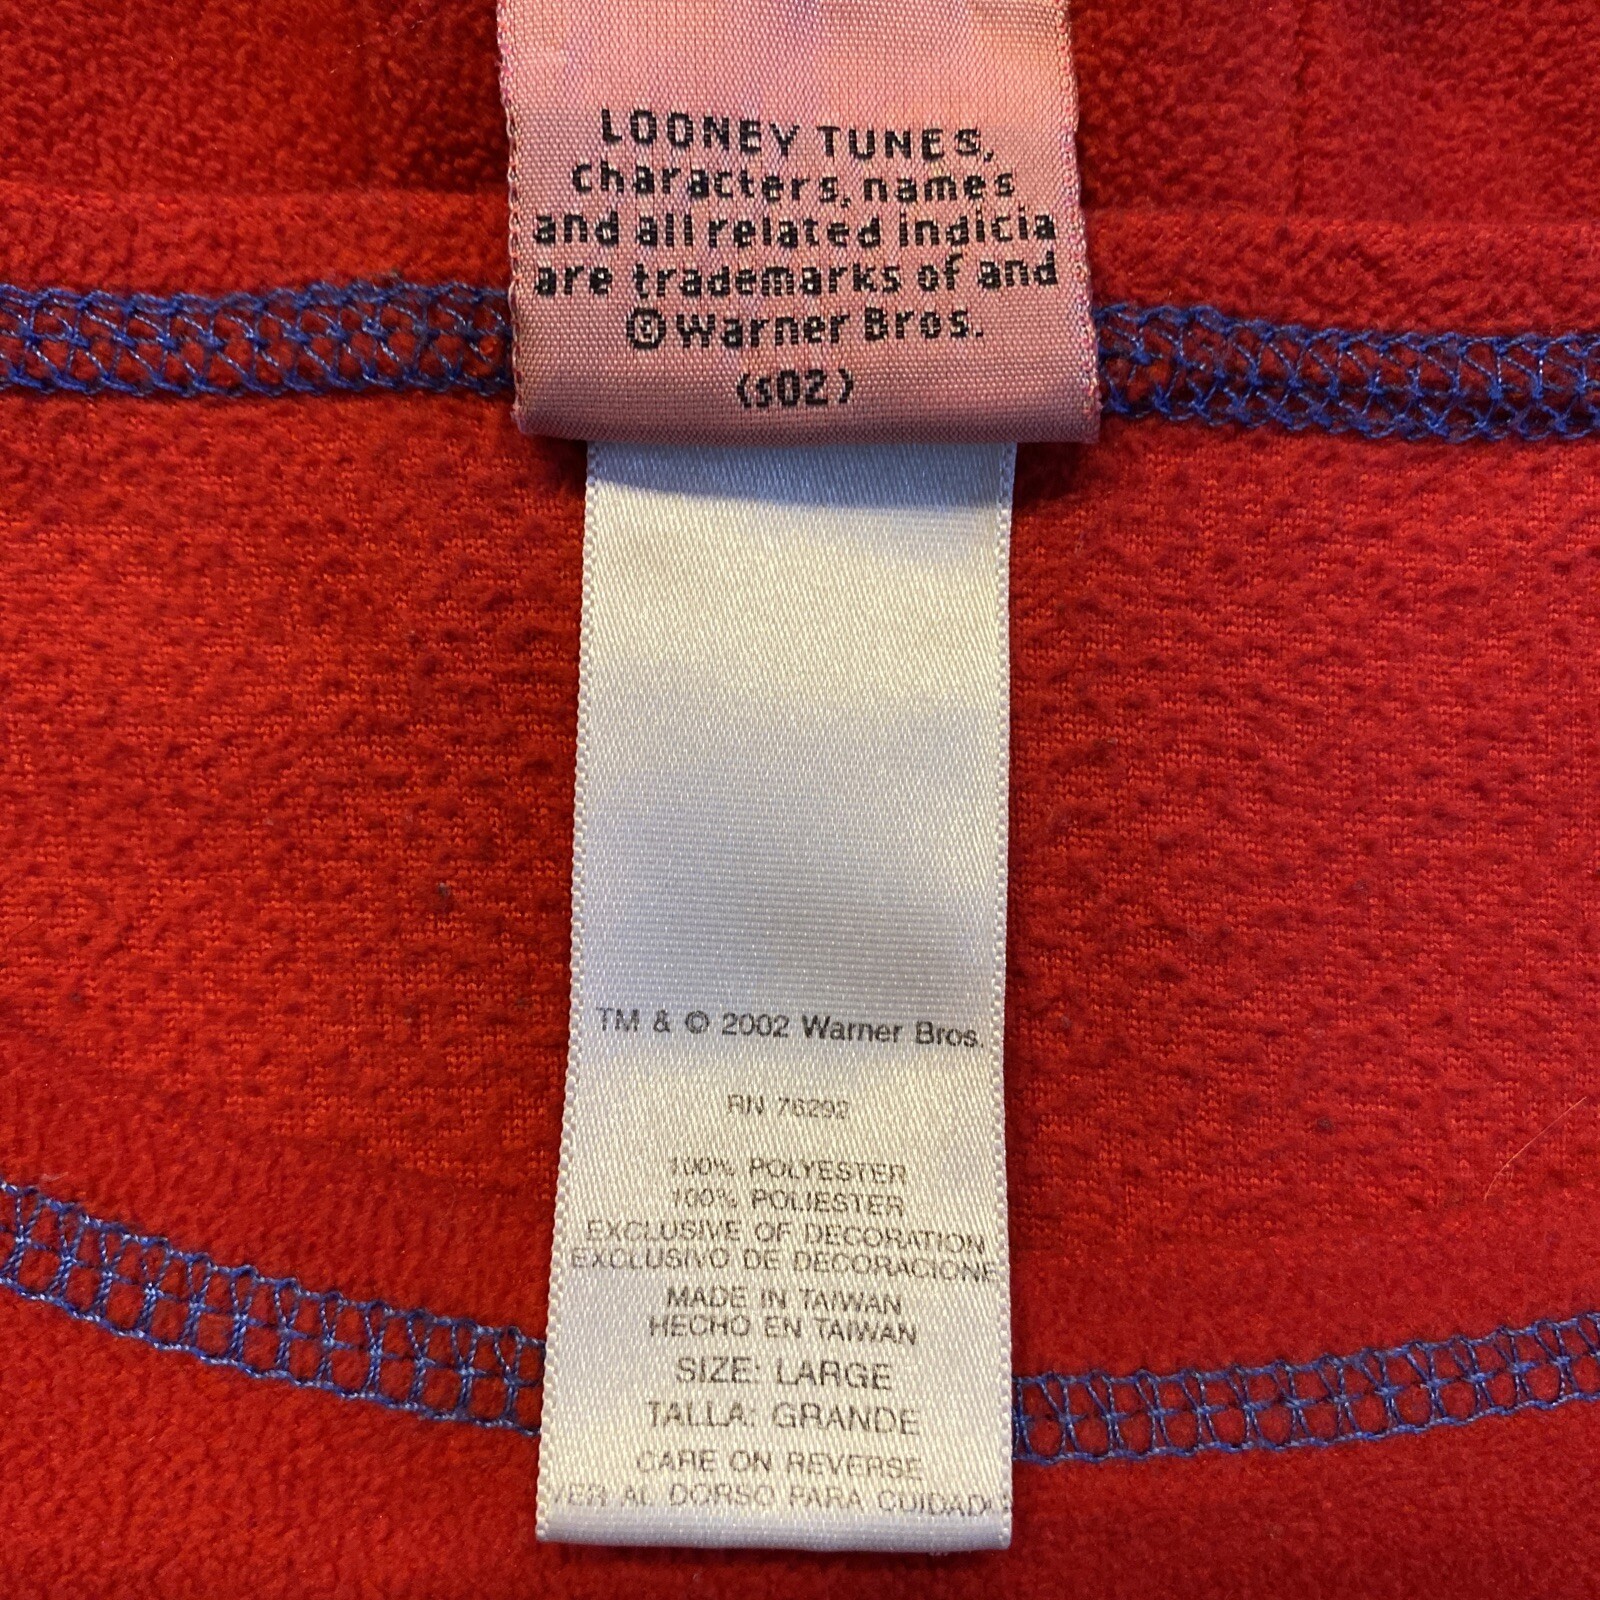 LOONEY TUNES,
characters, names
and all related indicia
are trademarks of and
©Warner Bros.
(s02)
TM & © 2002 Warner Bros.
RN 76292
100% POLYESTER
100% POLIESTER
EXCLUSIVE OF DECORATION
EXCLUSIVO DE DECORACIONE
MADE IN TAIWAN
HECHO EN TAIWAN
SIZE: LARGE
TALLA: GRANDE
CARE ON REVERSE
VER AL DORSO PARA CUIDADO